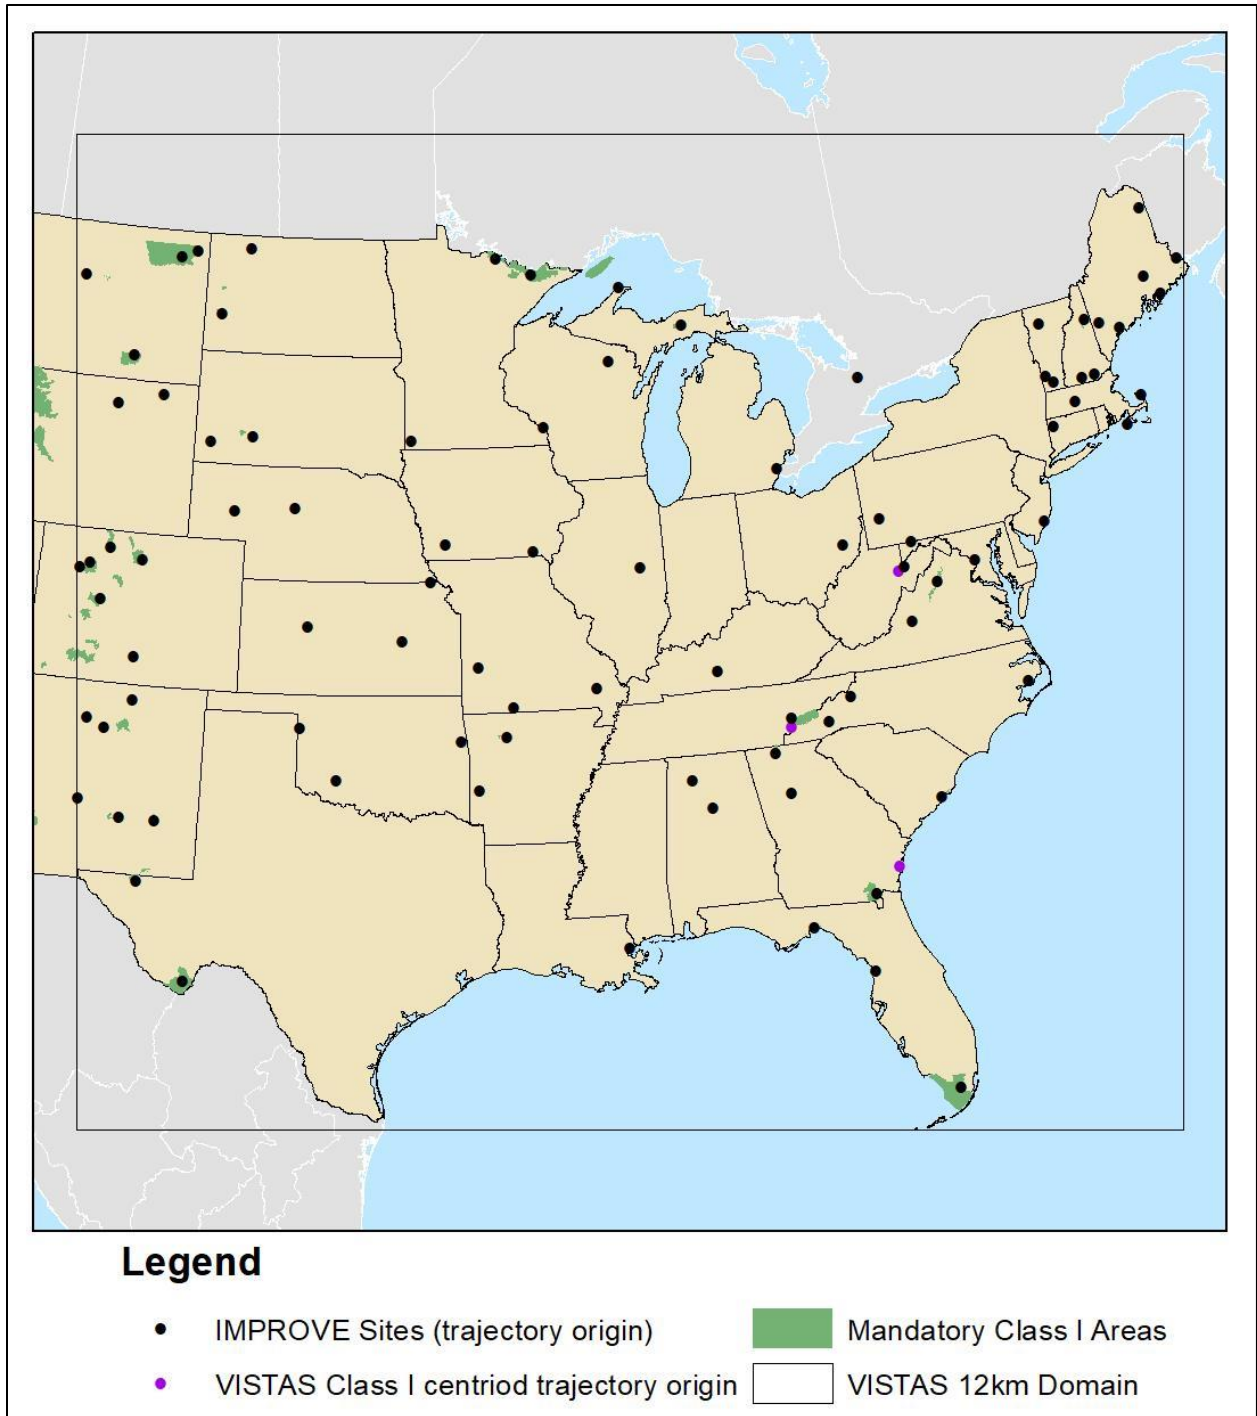 Legend
IMPROVE Sites (trajectory origin)
Mandatory Class I Areas
VISTAS Class I centriod trajectory origin
VISTAS 12km Domain